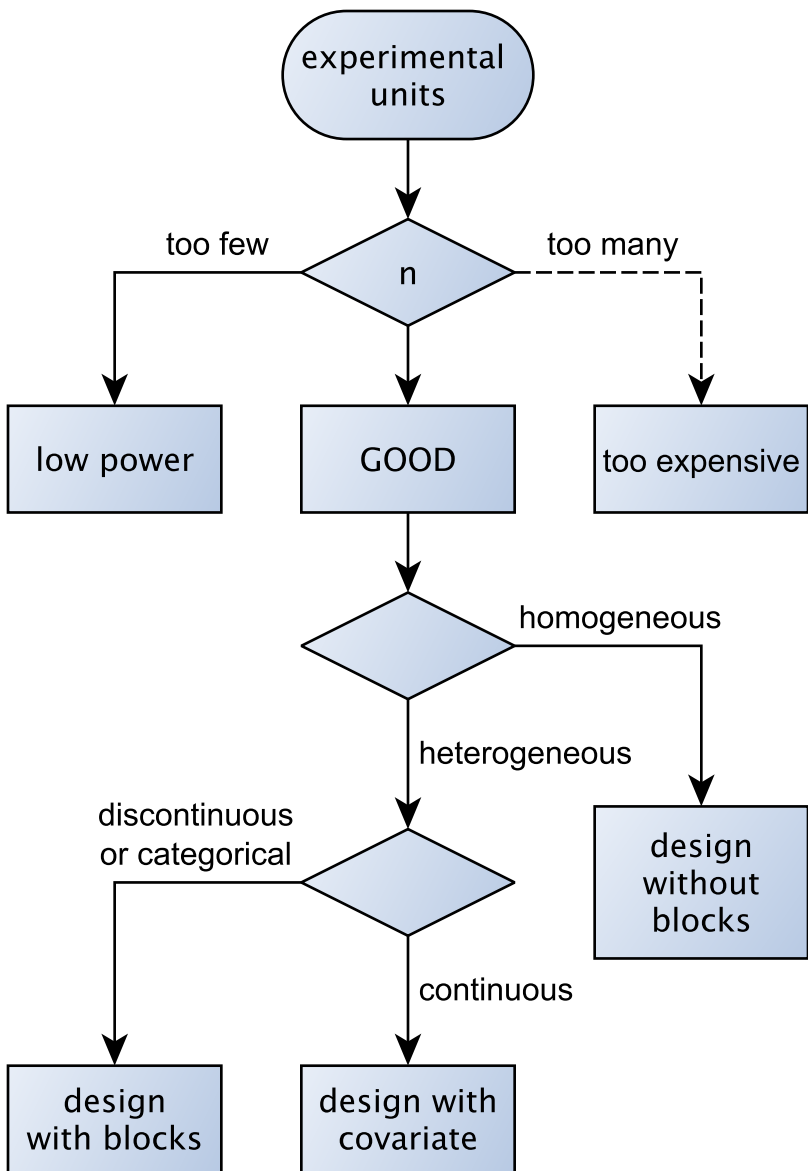 experimental
units
too few
too many
n
low power
GOOD
too expensive
homogeneous
heterogeneous
discontinuous
or categorical
design
without
blocks
continuous
design
with blocks
design with
covariate